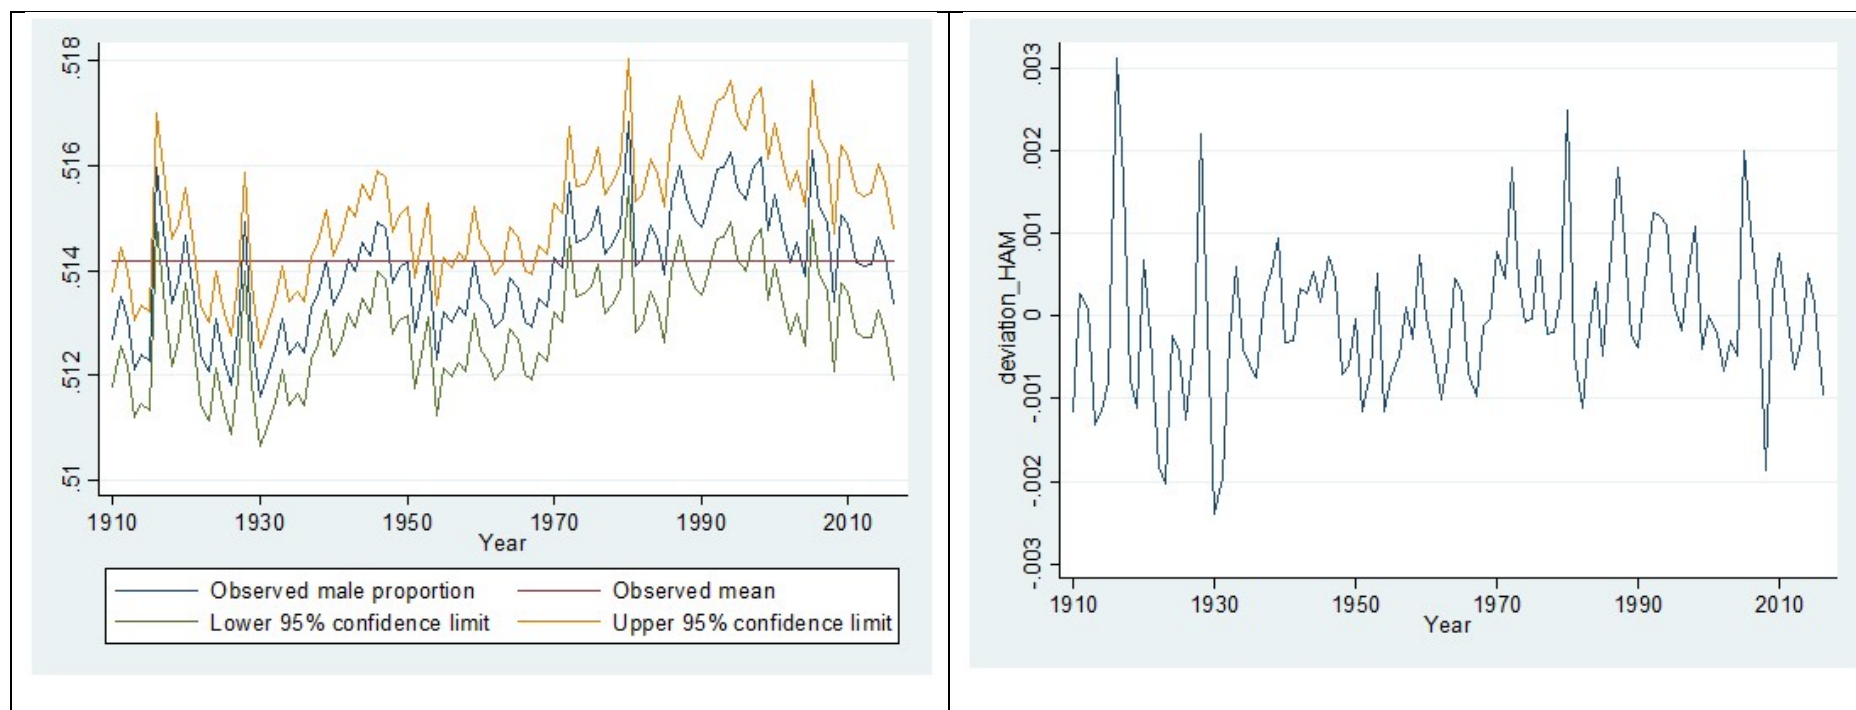 .518
.516
.514
.512
.51
1910 1930 1950 1970 1990 2010
Year
Observed male proportion Observed mean
Lower 95% confidence limit Upper 95% confidence limit
deviation_HAM
.003
.002
.001
0
-.001
-.002
-.003
1910 1930 1950 1970 1990 2010
Year